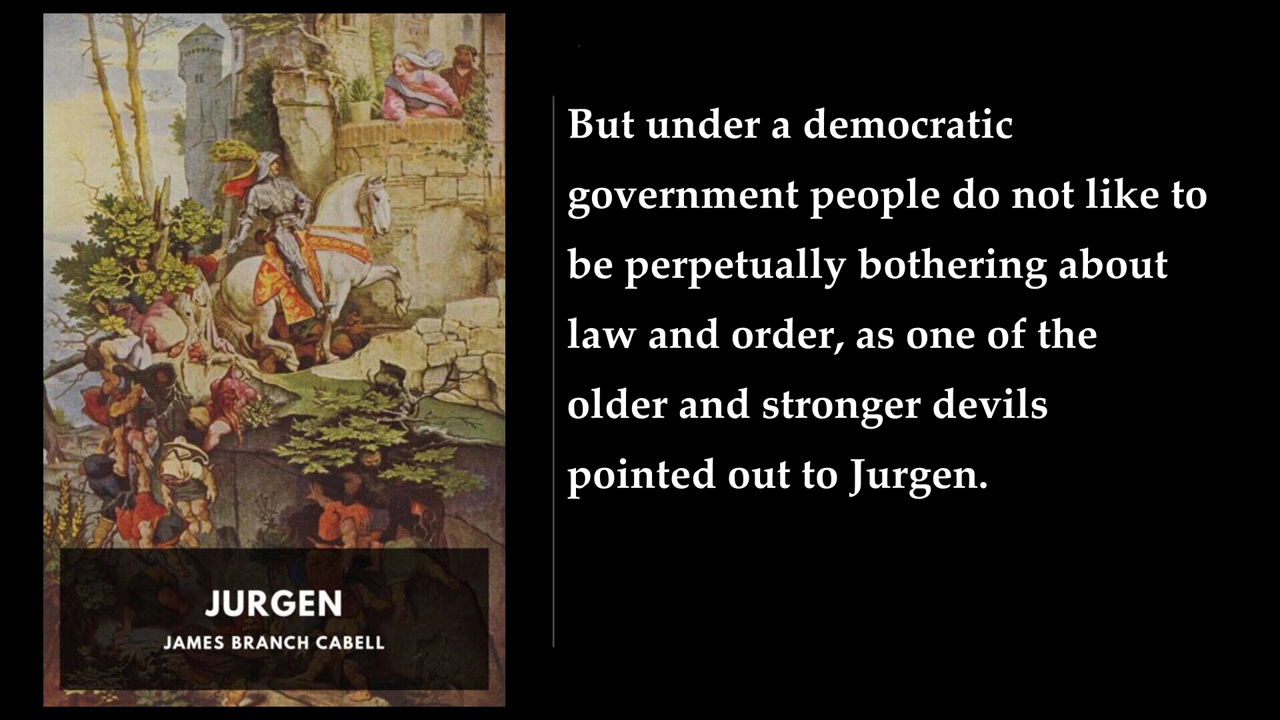 But under a democratic
government people do not like to
be perpetually bothering about
law and order, as one of the
older and stronger devils
pointed out to Jurgen.
JURGEN
JAMES BRANCH CABELL